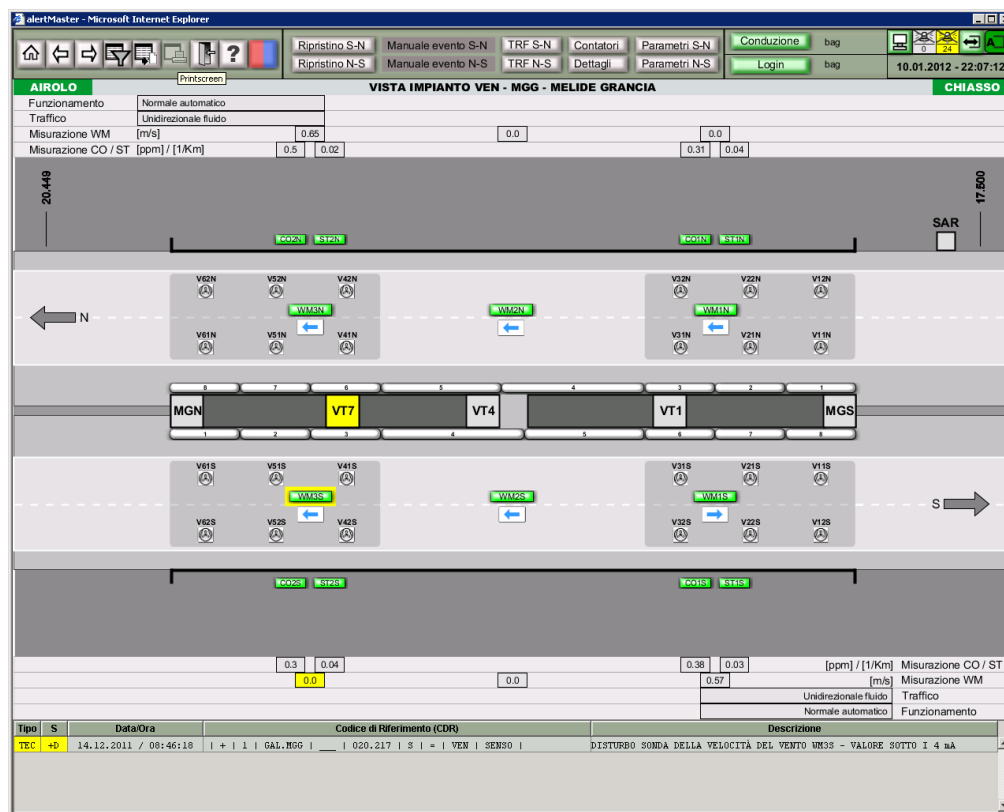 alertMaster - Microsoft Internet Explorer
Ripristino S-N Manuale evento S-N TRF S-N Contatori Parametri S-N Conduzione bag 0 24
?
Ripristino N-S Manuale evento N-S TRF N-S Dettagli Parametri N-S Login bag 10.01.2012 - 22:07:12
Printscreen
AIROLO VISTA IMPIANTO VEN - MGG - MELIDE GRANCIA CHIASSO
Funzionamento Normale automatico
Traffico Unidirezionale fluido
Misurazione WM [m/s] 0.65 0.0 0.0
Misurazione CO / ST [ppm] / [1/Km] 0.5 0.02 0.31 0.04
20.449 17.500
SAR
CO2N ST2N CO1N ST1N
V62N V52N V42N V32N V22N V12N
WM3N WM2N WM1N
N
V61N V51N V41N V31N V21N V11N
8 7 6 5 4 3 2 1
MGN VT7 VT4 VT1 MGS
1 2 3 4 5 6 7 8
V61S V51S V41S V31S V21S V11S
WM3S WM2S WM1S
S
V62S V52S V42S V32S V22S V12S
CO2S ST2S CO1S ST1S
0.3 0.04 0.38 0.03 [ppm] / [1/Km] Misurazione CO / ST
0.0 0.0 0.57 [m/s] Misurazione WM
Unidirezionale fluido Traffico
Normale automatico Funzionamento
Tipo S Data/Ora Codice di Riferimento (CDR) Descrizione
TEC +D 14.12.2011 / 08:46:18 | + | 1 | GAL.MGG | ___ | 020.217 | S | = | VEN | SENSO | DISTURBO SONDA DELLA VELOCITÀ DEL VENTO WM3S - VALORE SOTTO I 4 mA